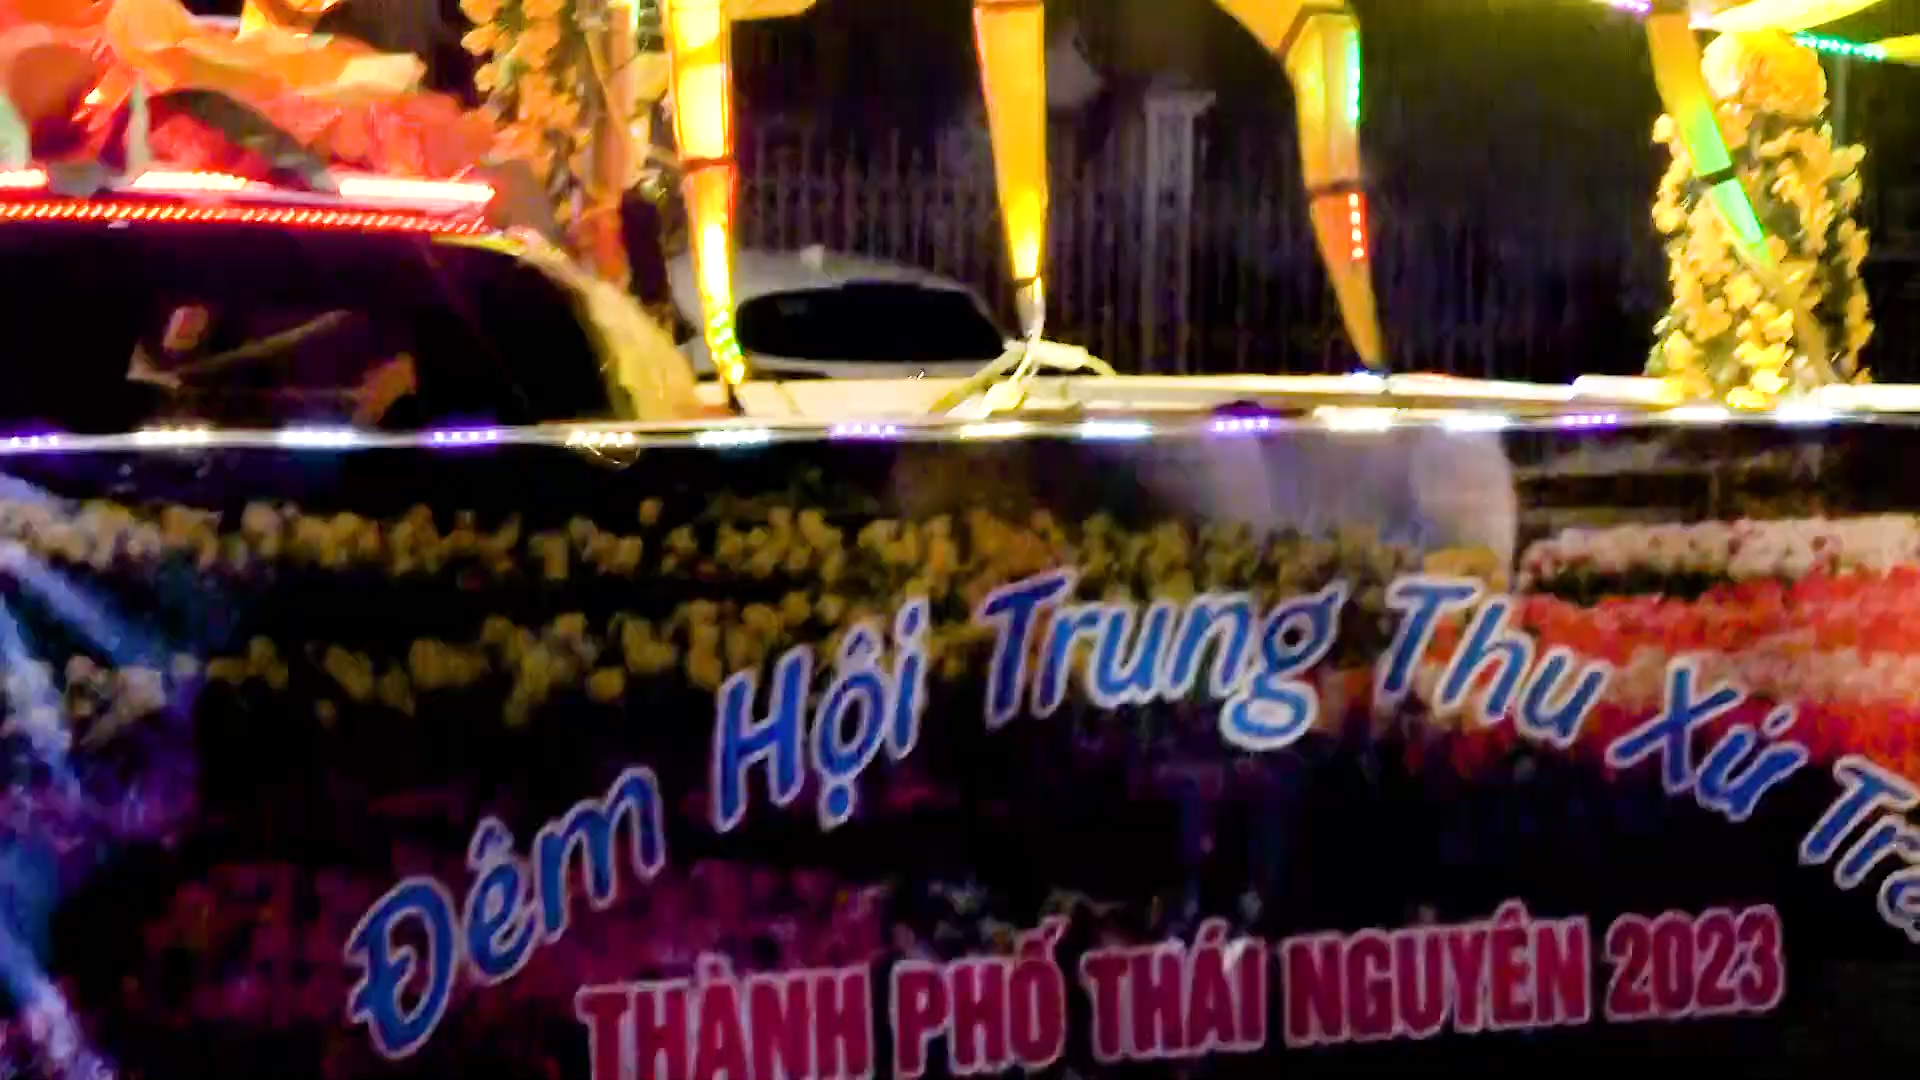 Đêm Hội Trung Thu Xứ
THÀNH PHỐ THÁI NGUYÊN 2023